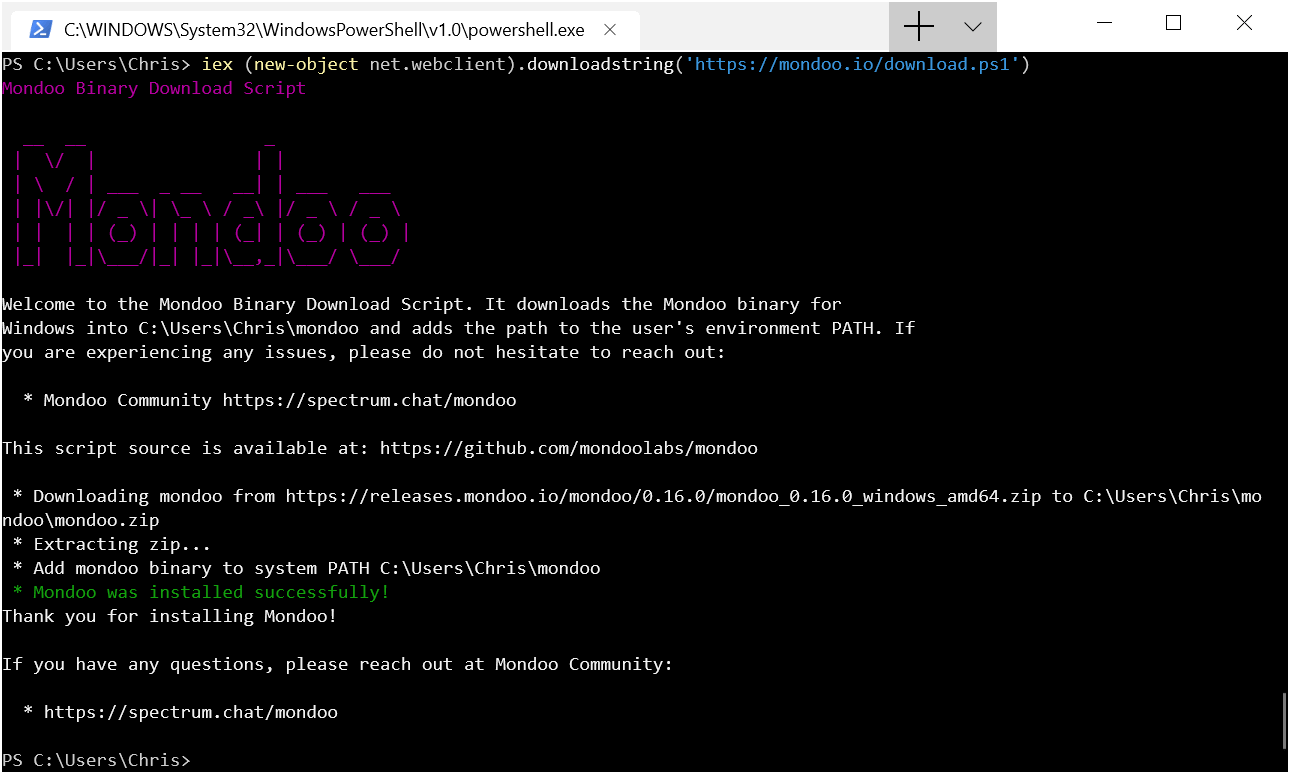 C:\WINDOWS\System32\WindowsPowerShell\v1.0\powershell.exe
PS C:\Users\Chris> iex (new-object net.webclient).downloadstring('https://mondoo.io/download.ps1')
Mondoo Binary Download Script
Mondoo
Welcome to the Mondoo Binary Download Script. It downloads the Mondoo binary for
Windows into C:\Users\Chris\mondoo and adds the path to the user's environment PATH. If
you are experiencing any issues, please do not hesitate to reach out:
* Mondoo Community https://spectrum.chat/mondoo
This script source is available at: https://github.com/mondoolabs/mondoo
* Downloading mondoo from https://releases.mondoo.io/mondoo/0.16.0/mondoo_0.16.0_windows_amd64.zip to C:\Users\Chris\mo
ndoo\mondoo.zip
* Extracting zip...
* Add mondoo binary to system PATH C:\Users\Chris\mondoo
* Mondoo was installed successfully!
Thank you for installing Mondoo!
If you have any questions, please reach out at Mondoo Community:
* https://spectrum.chat/mondoo
PS C:\Users\Chris>